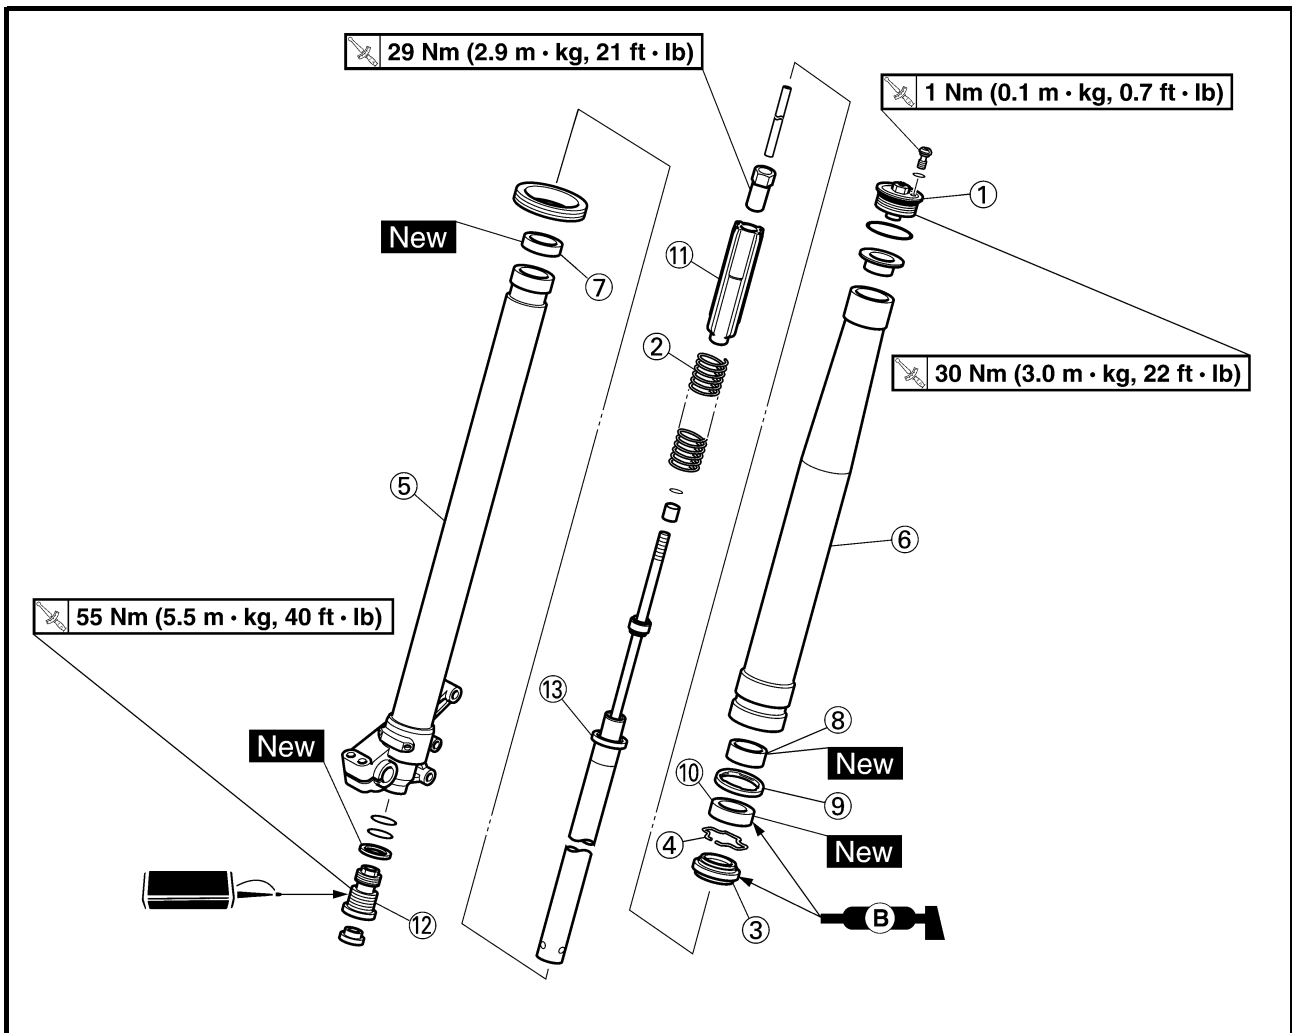 29 Nm (2.9 m · kg, 21 ft · lb)
1 Nm (0.1 m · kg, 0.7 ft · lb)
1
New
11
7
2
30 Nm (3.0 m · kg, 22 ft · lb)
5
6
55 Nm (5.5 m · kg, 40 ft · lb)
13
8
New
New
10
9
4
New
3
12
B